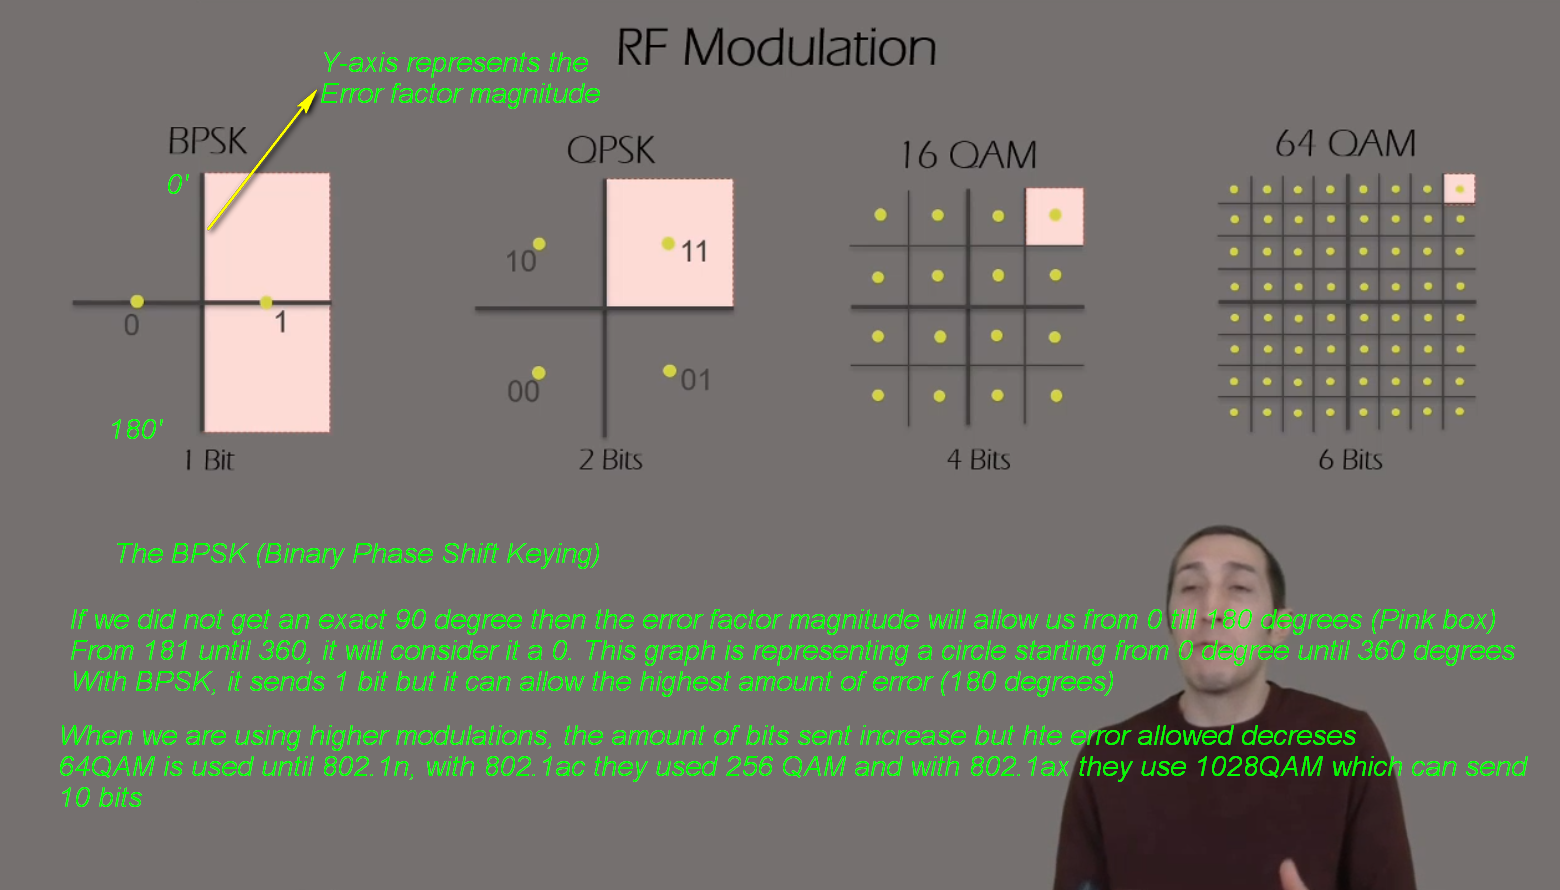 RF Modulation
Y-axis represents the
Error factor magnitude
BPSK
QPSK
16 QAM
64 QAM
0'
10
11
0
1
00
01
180'
1 Bit
2 Bits
4 Bits
6 Bits
The BPSK (Binary Phase Shift Keying)
If we did not get an exact 90 degree then the error factor magnitude will allow us from 0 till 180 degrees (Pink box)
From 181 until 360, it will consider it a 0. This graph is representing a circle starting from 0 degree until 360 degrees
With BPSK, it sends 1 bit but it can allow the highest amount of error (180 degrees)
When we are using higher modulations, the amount of bits sent increase but hte error allowed decreses
64QAM is used until 802.1n, with 802.1ac they used 256 QAM and with 802.1ax they use 1028QAM which can send
10 bits